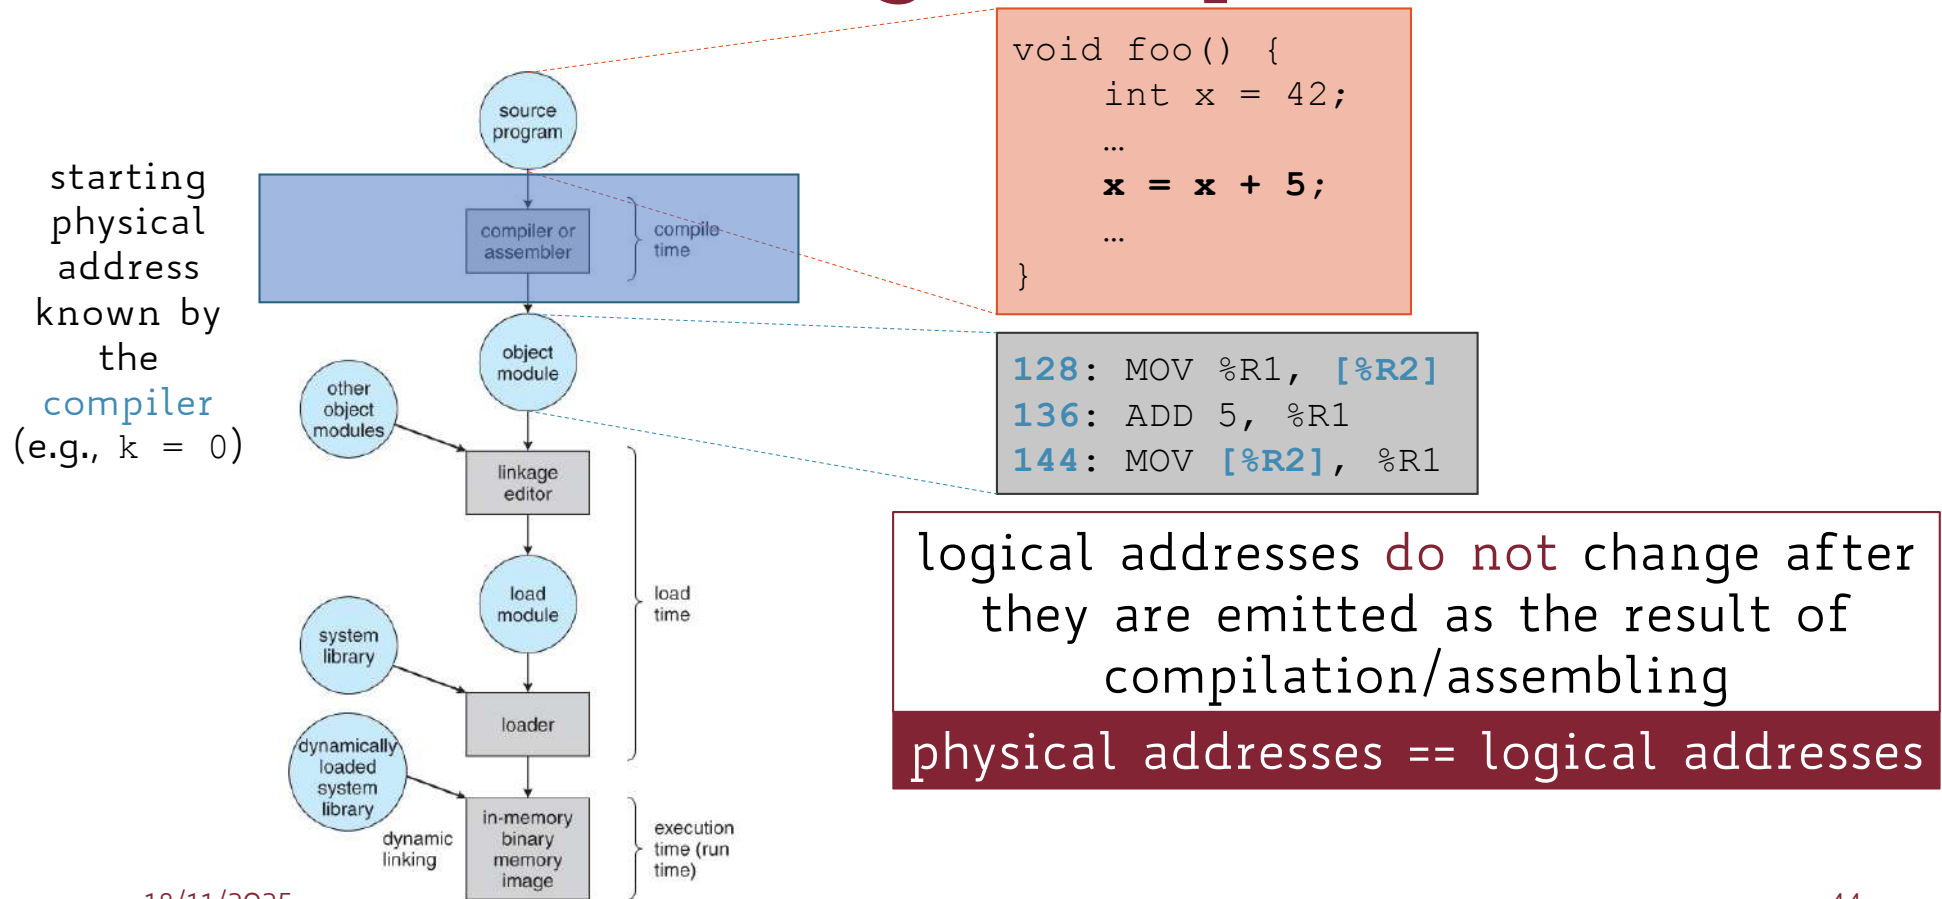 starting
physical
address
known by
the
compiler
(e.g., k = 0)
source
program
compiler or
assembler
compile
time
object
module
other
object
modules
linkage
editor
load
module
load
time
system
library
loader
dynamically
loaded
system
library
dynamic
linking
in-memory
binary
memory
image
execution
time (run
time)
void foo() {
int x = 42;
…
x = x + 5;
…
}
128: MOV %R1, [%R2]
136: ADD 5, %R1
144: MOV [%R2], %R1
logical addresses do not change after
they are emitted as the result of
compilation/assembling
physical addresses == logical addresses
18/11/2025
44